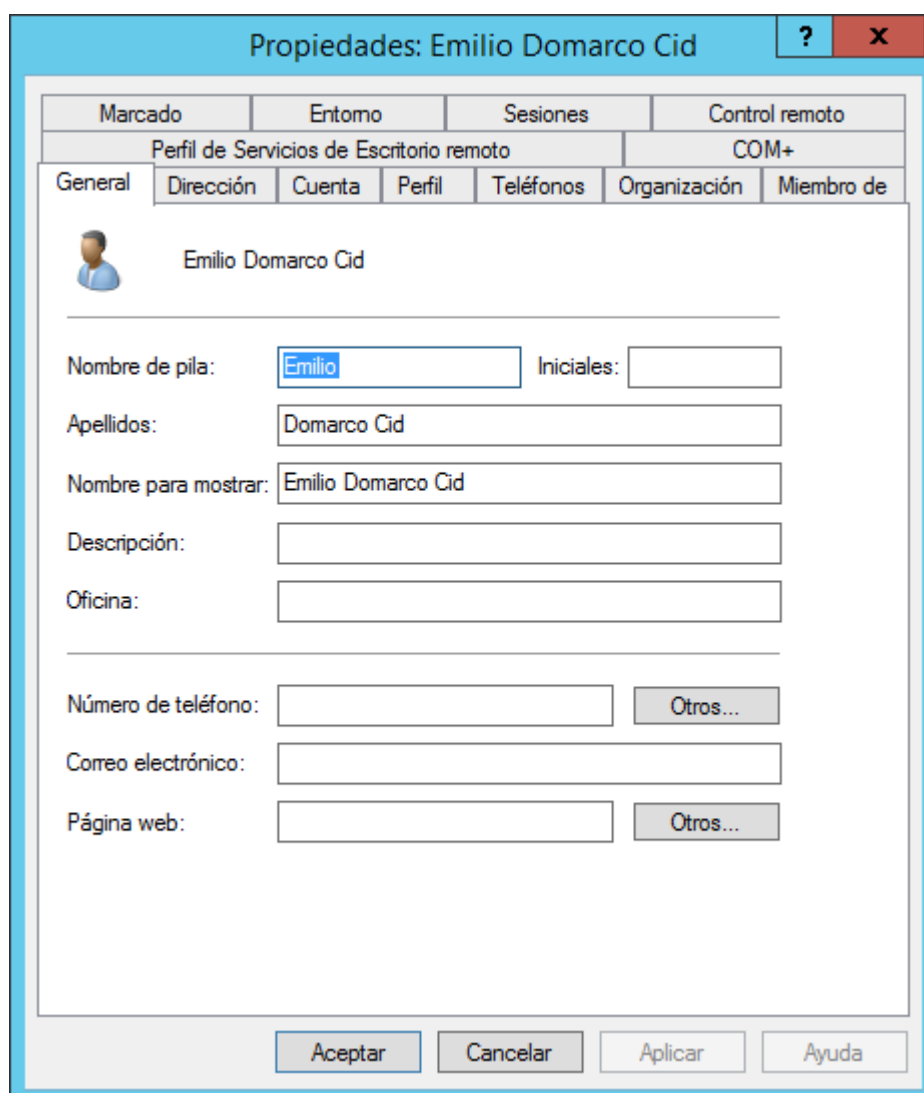 Propiedades: Emilio Domarco Cid ? x
Marcado Entorno Sesiones Control remoto
Perfil de Servicios de Escritorio remoto COM+
General Dirección Cuenta Perfil Teléfonos Organización Miembro de
Emilio Domarco Cid
Nombre de pila: Emilio Iniciales:
Apellidos: Domarco Cid
Nombre para mostrar: Emilio Domarco Cid
Descripción:
Oficina:
Número de teléfono: Otros...
Correo electrónico:
Página web: Otros...
Aceptar Cancelar Aplicar Ayuda